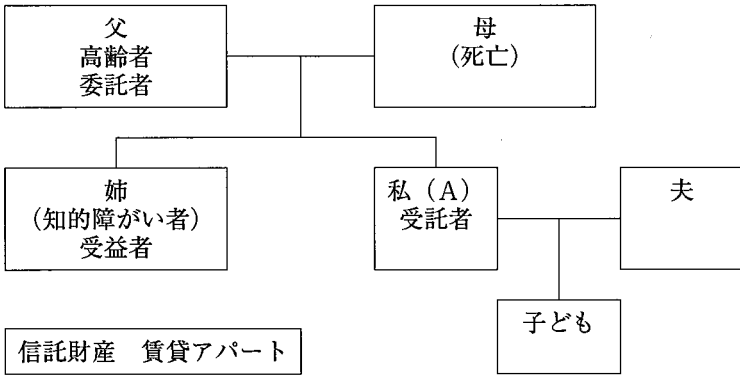 父
高齢者
委託者
母
(死亡)
姉
(知的障がい者)
受益者
私(A)
受託者
夫
子ども
信託財産 賃貸アパート